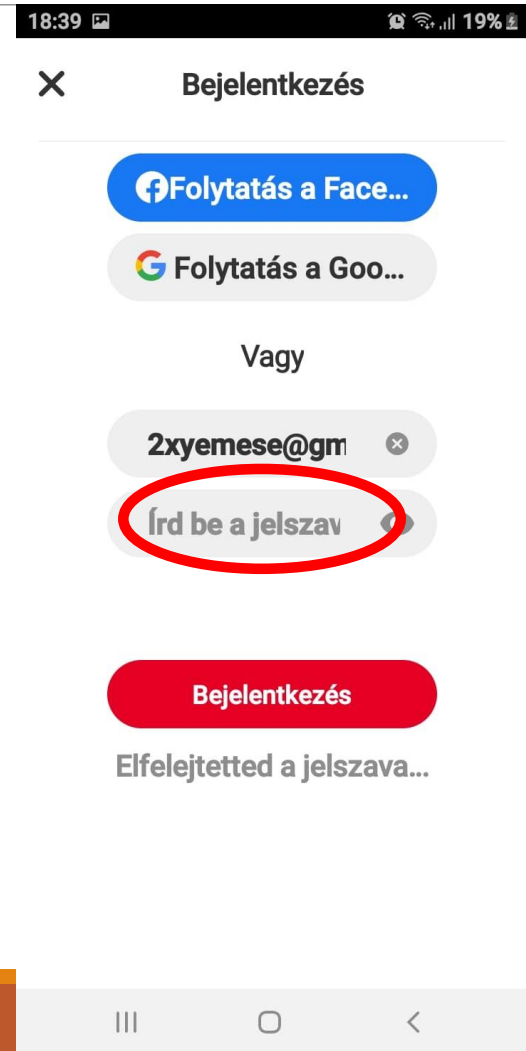 18:39 19%
Bejelentkezés
Folytatás a Face...
Folytatás a Goo...
Vagy
2xyemese@gm
Írd be a jelszav
Bejelentkezés
Elfelejtetted a jelszava...